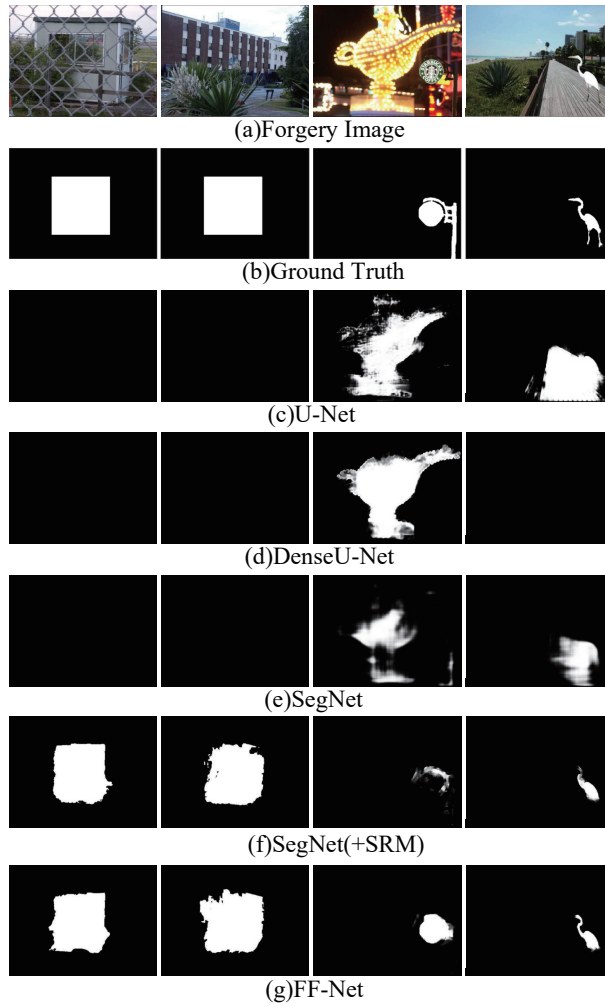 (a)Forgery Image
(b)Ground Truth
(c)U-Net
(d)DenseU-Net
(e)SegNet
(f)SegNet(+SRM)
(g)FF-Net